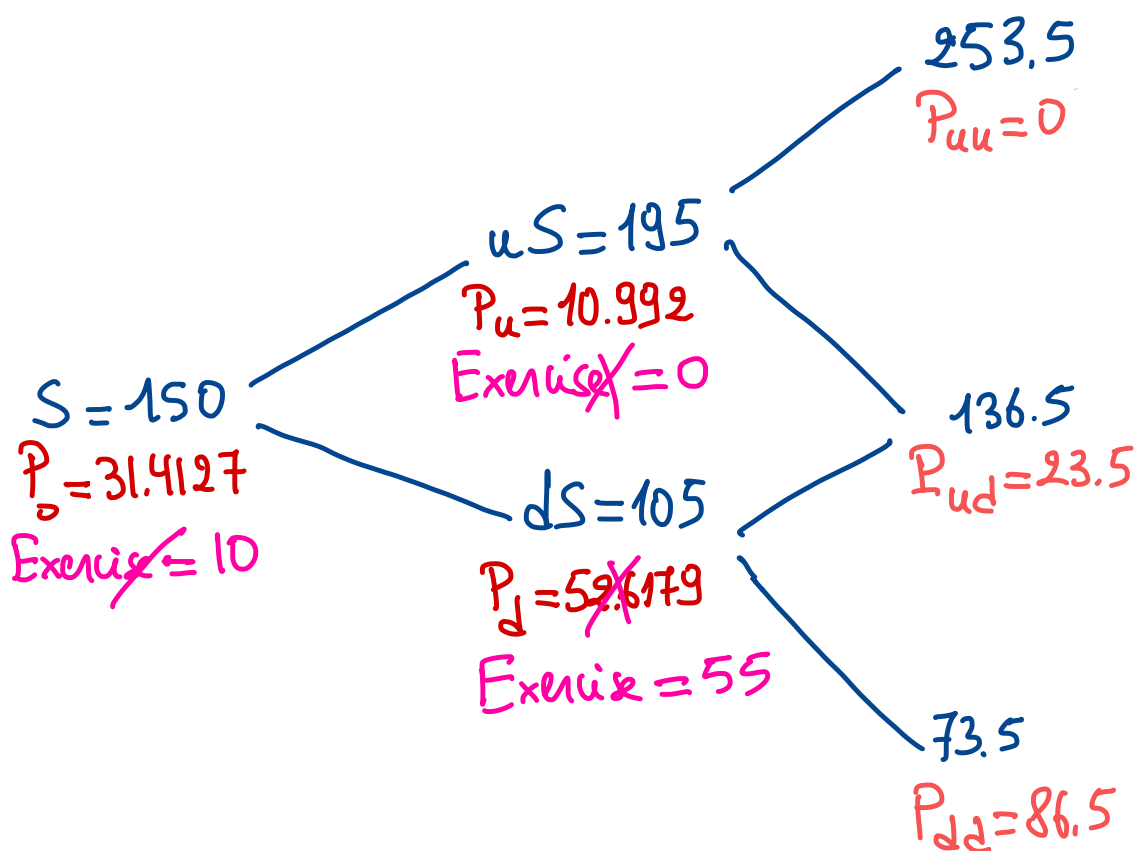 253.5
Puu = 0
uS = 195
Pu = 10.992
Exercise = 0
S = 150
P0 = 31.4127
Exercise = 10
136.5
Pud = 23.5
dS = 105
Pd = 52.6179
Exercise = 55
73.5
Pdd = 86.5